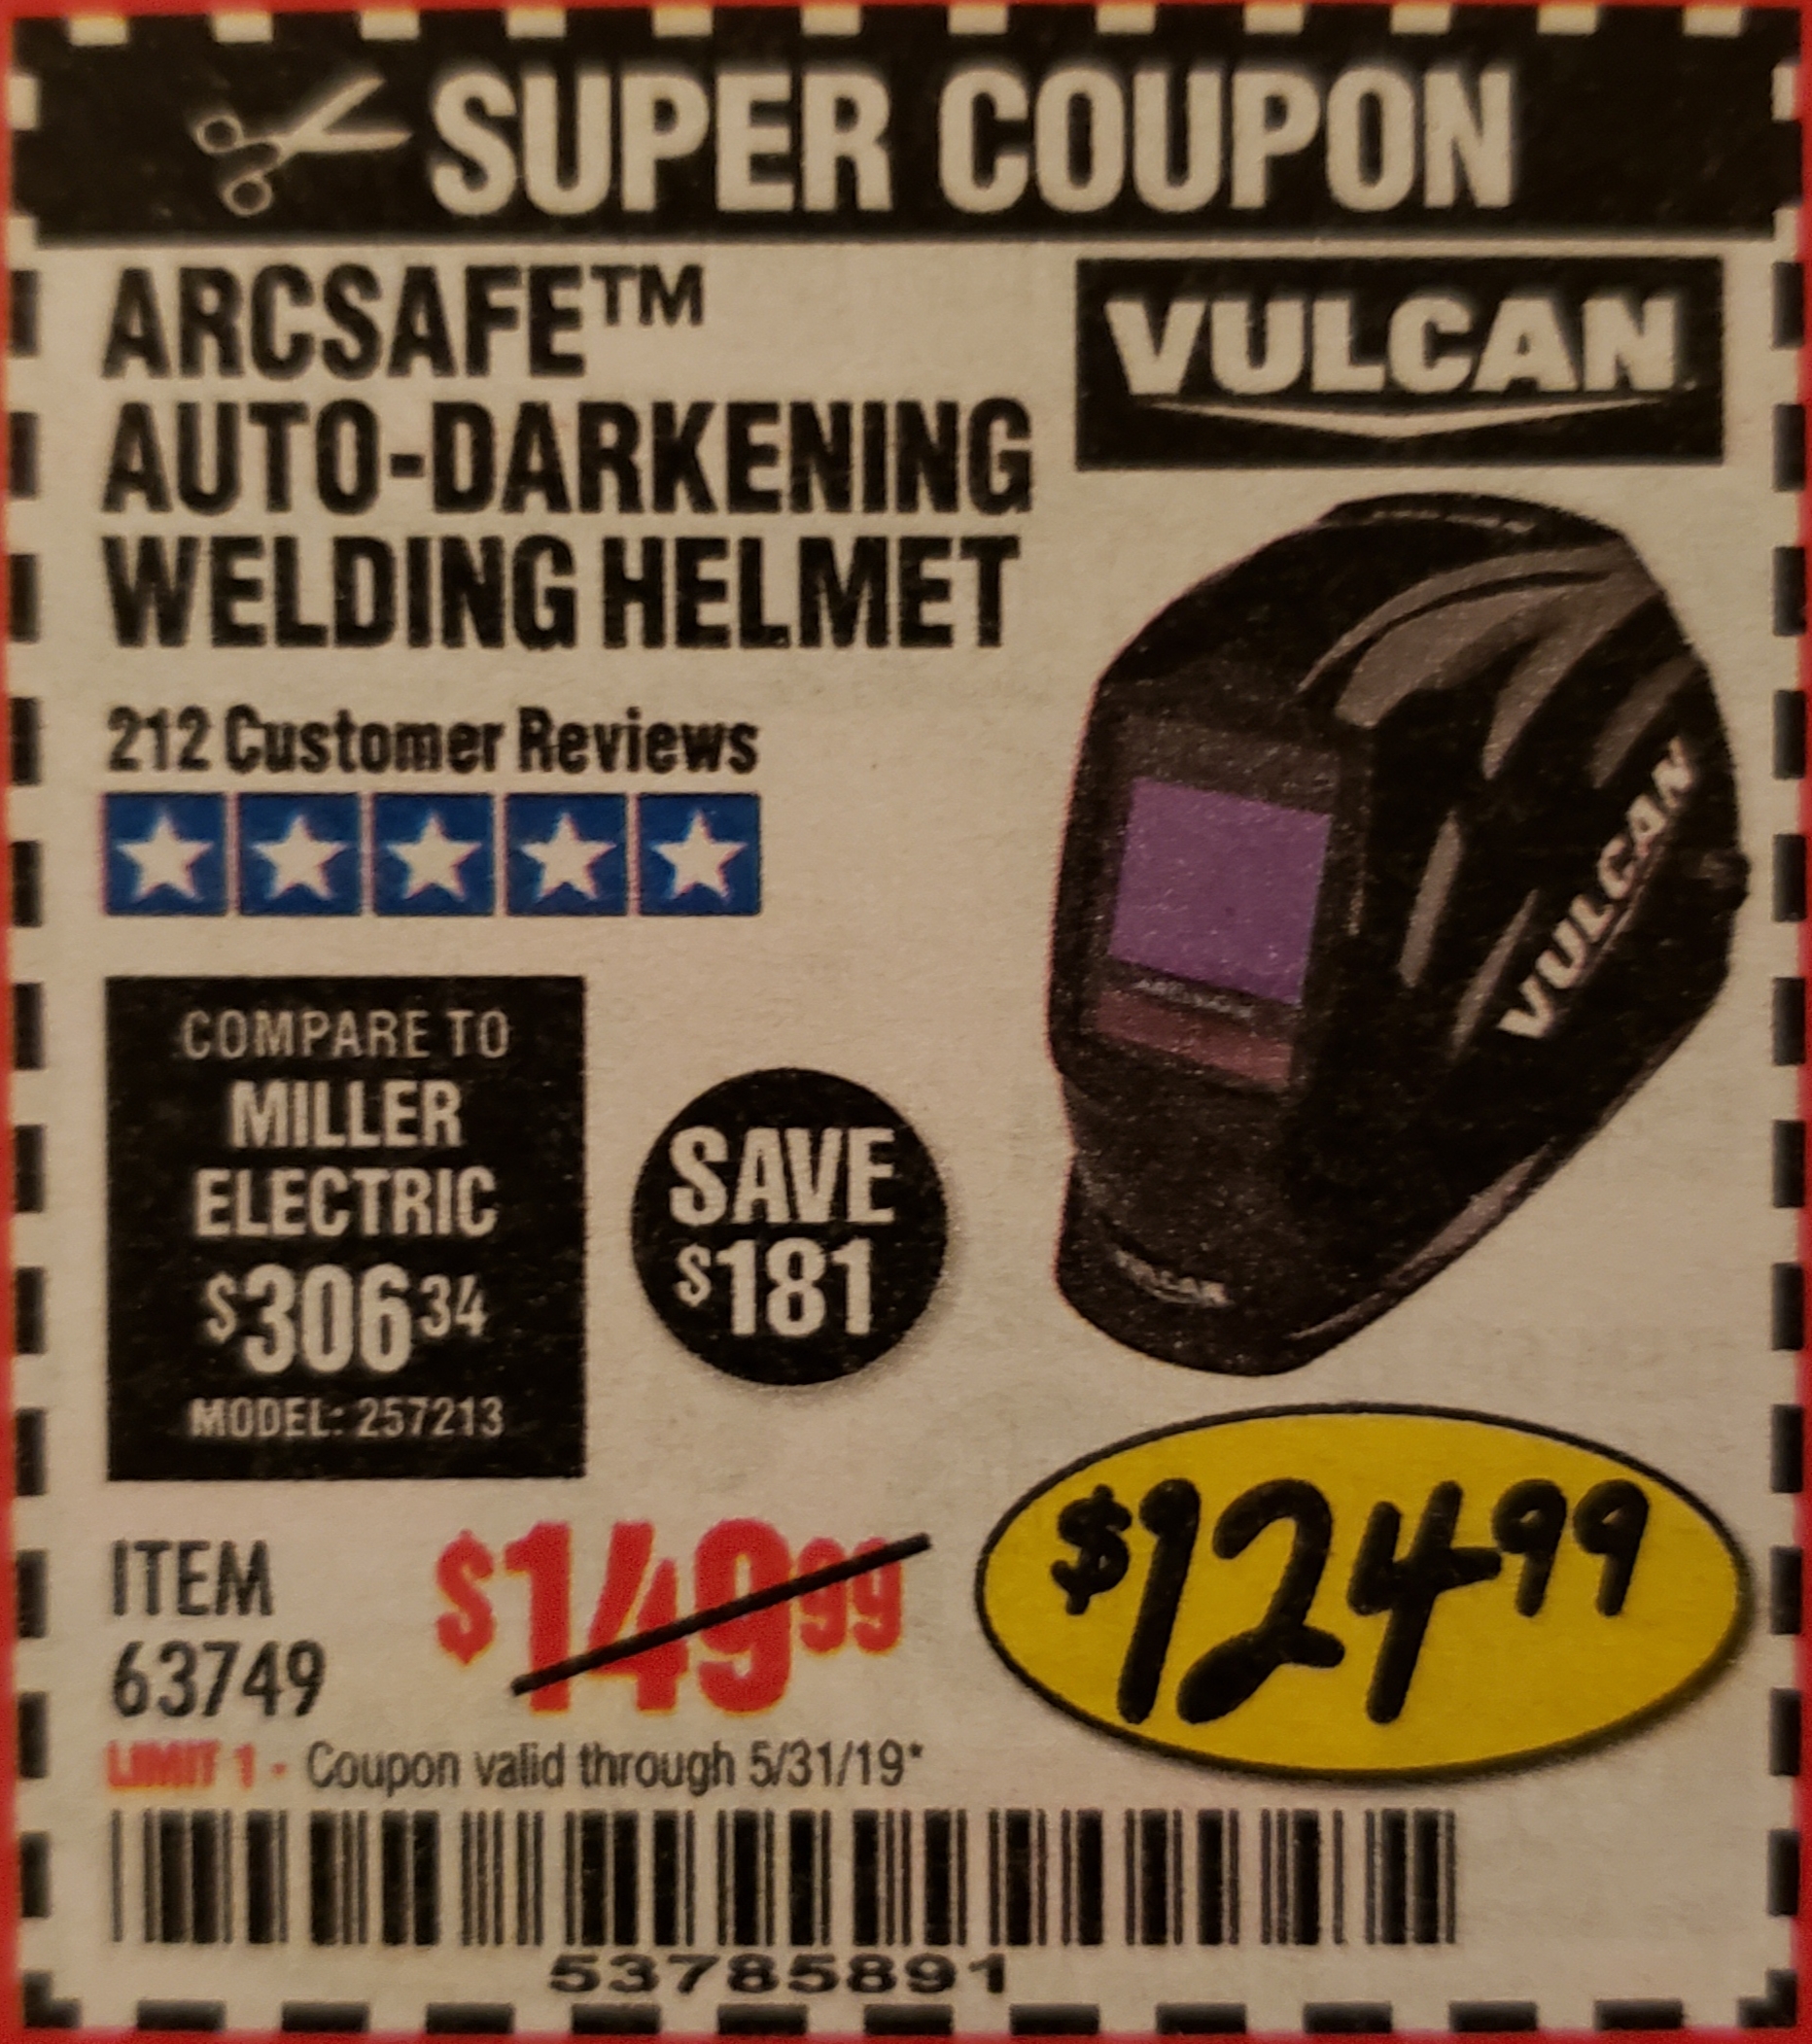 SUPER COUPON
ARCSAFE™
AUTO-DARKENING
WELDING HELMET
VULCAN
212 Customer Reviews
VULCAN
COMPARE TO
MILLER
ELECTRIC
$306 34
MODEL: 257213
SAVE
$181
ITEM
63749
$149 99
$124 99
LIMIT 1 - Coupon valid through 5/31/19*
53785891